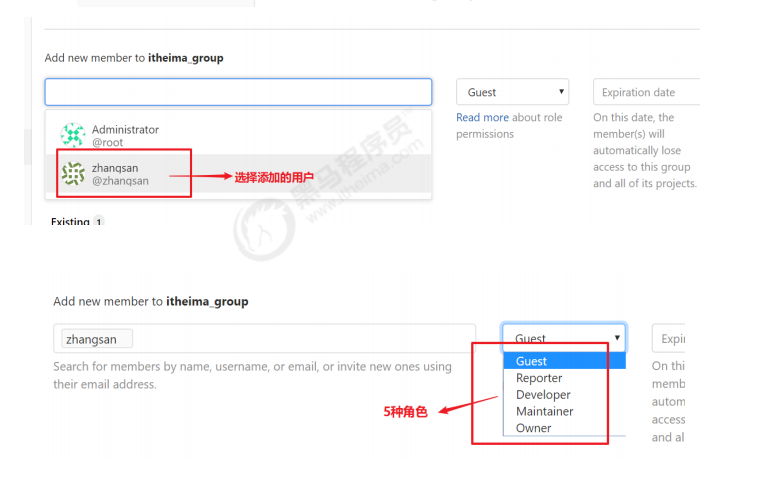 Add new member to itheima_group
Guest
Expiration date
Administrator
@root
zhangsan
@zhangsan
选择添加的用户
Read more about role
permissions
On this date, the
member(s) will
automatically lose
access to this group
and all of its projects.
Existing 1
黑马程序员
www.itheima.com
Add new member to itheima_group
zhangsan
Guest
Expi
Search for members by name, username, or email, or invite new ones using
their email address.
Guest
Reporter
Developer
Maintainer
Owner
5种角色
On thi
memb
autom
access
and al